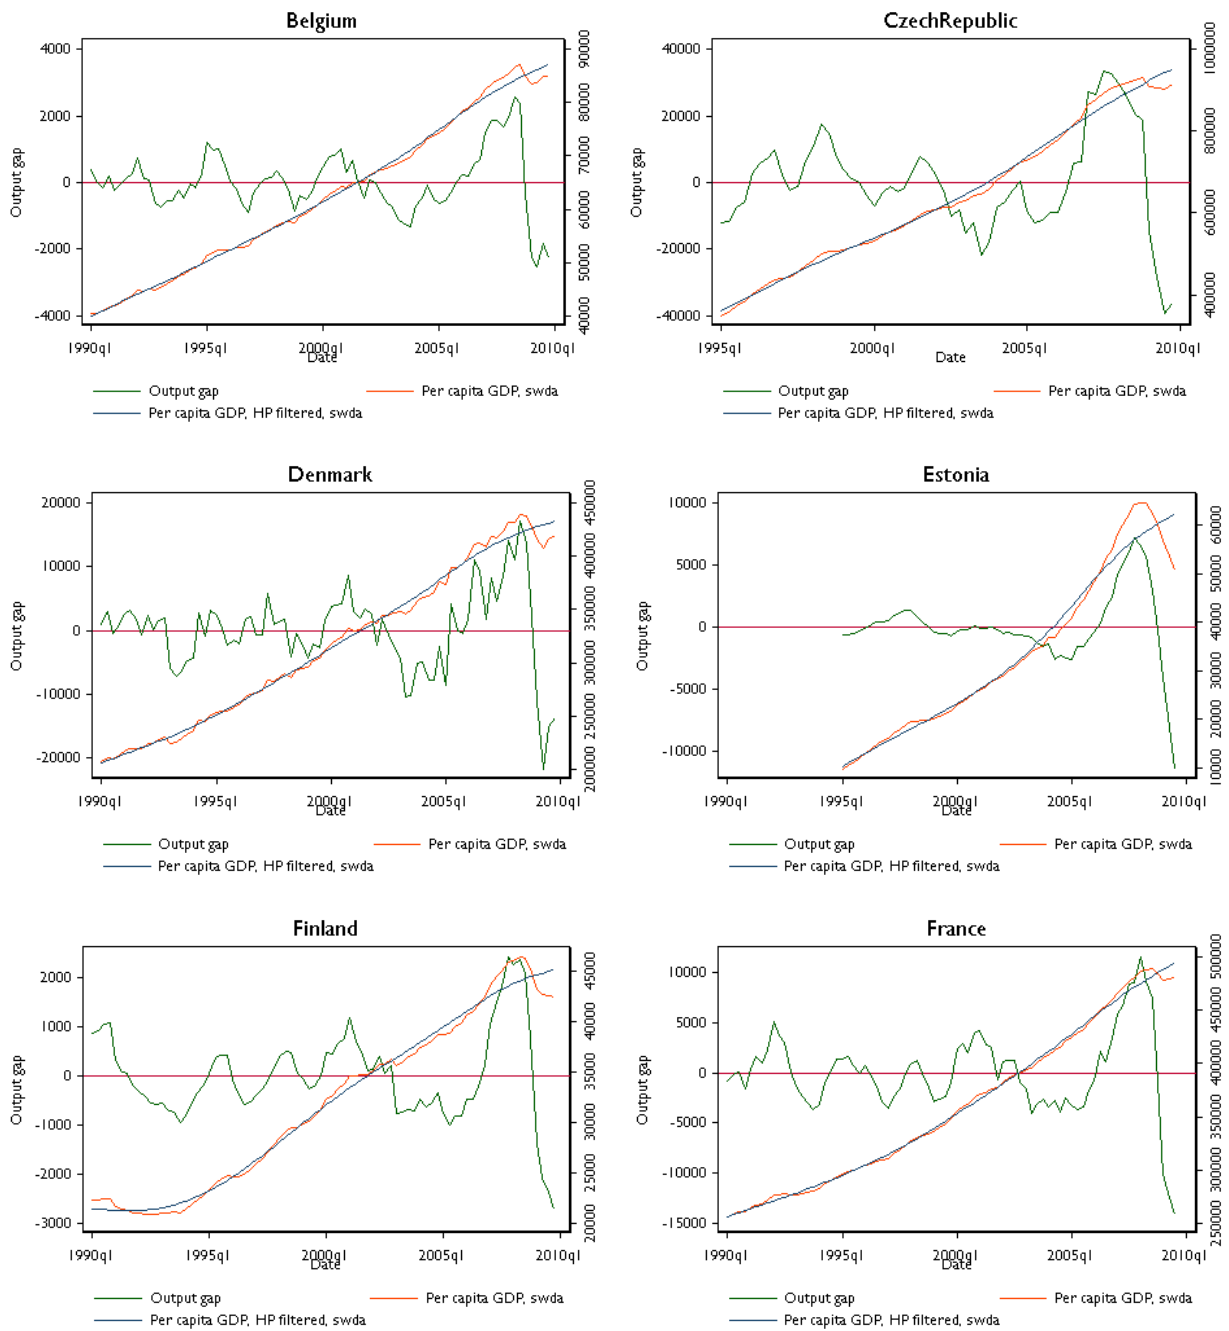 Belgium
4000
2000
0
-2000
-4000
Output gap
90000
80000
70000
60000
50000
40000
1990q1
1995q1
2000q1
2005q1
2010q1
Date
Output gap
Per capita GDP, swda
Per capita GDP, HP filtered, swda
CzechRepublic
40000
20000
0
-20000
-40000
Output gap
1000000
800000
600000
400000
1995q1
2000q1
2005q1
2010q1
Date
Output gap
Per capita GDP, swda
Per capita GDP, HP filtered, swda
Denmark
20000
10000
0
-10000
-20000
Output gap
450000
400000
350000
300000
250000
200000
1990q1
1995q1
2000q1
2005q1
2010q1
Date
Output gap
Per capita GDP, swda
Per capita GDP, HP filtered, swda
Estonia
10000
5000
0
-5000
-10000
Output gap
60000
50000
40000
30000
20000
10000
1990q1
1995q1
2000q1
2005q1
2010q1
Date
Output gap
Per capita GDP, swda
Per capita GDP, HP filtered, swda
Finland
2000
1000
0
-1000
-2000
-3000
Output gap
45000
40000
35000
30000
25000
20000
1990q1
1995q1
2000q1
2005q1
2010q1
Date
Output gap
Per capita GDP, swda
Per capita GDP, HP filtered, swda
France
10000
5000
0
-5000
-10000
-15000
Output gap
500000
450000
400000
350000
300000
250000
1990q1
1995q1
2000q1
2005q1
2010q1
Date
Output gap
Per capita GDP, swda
Per capita GDP, HP filtered, swda